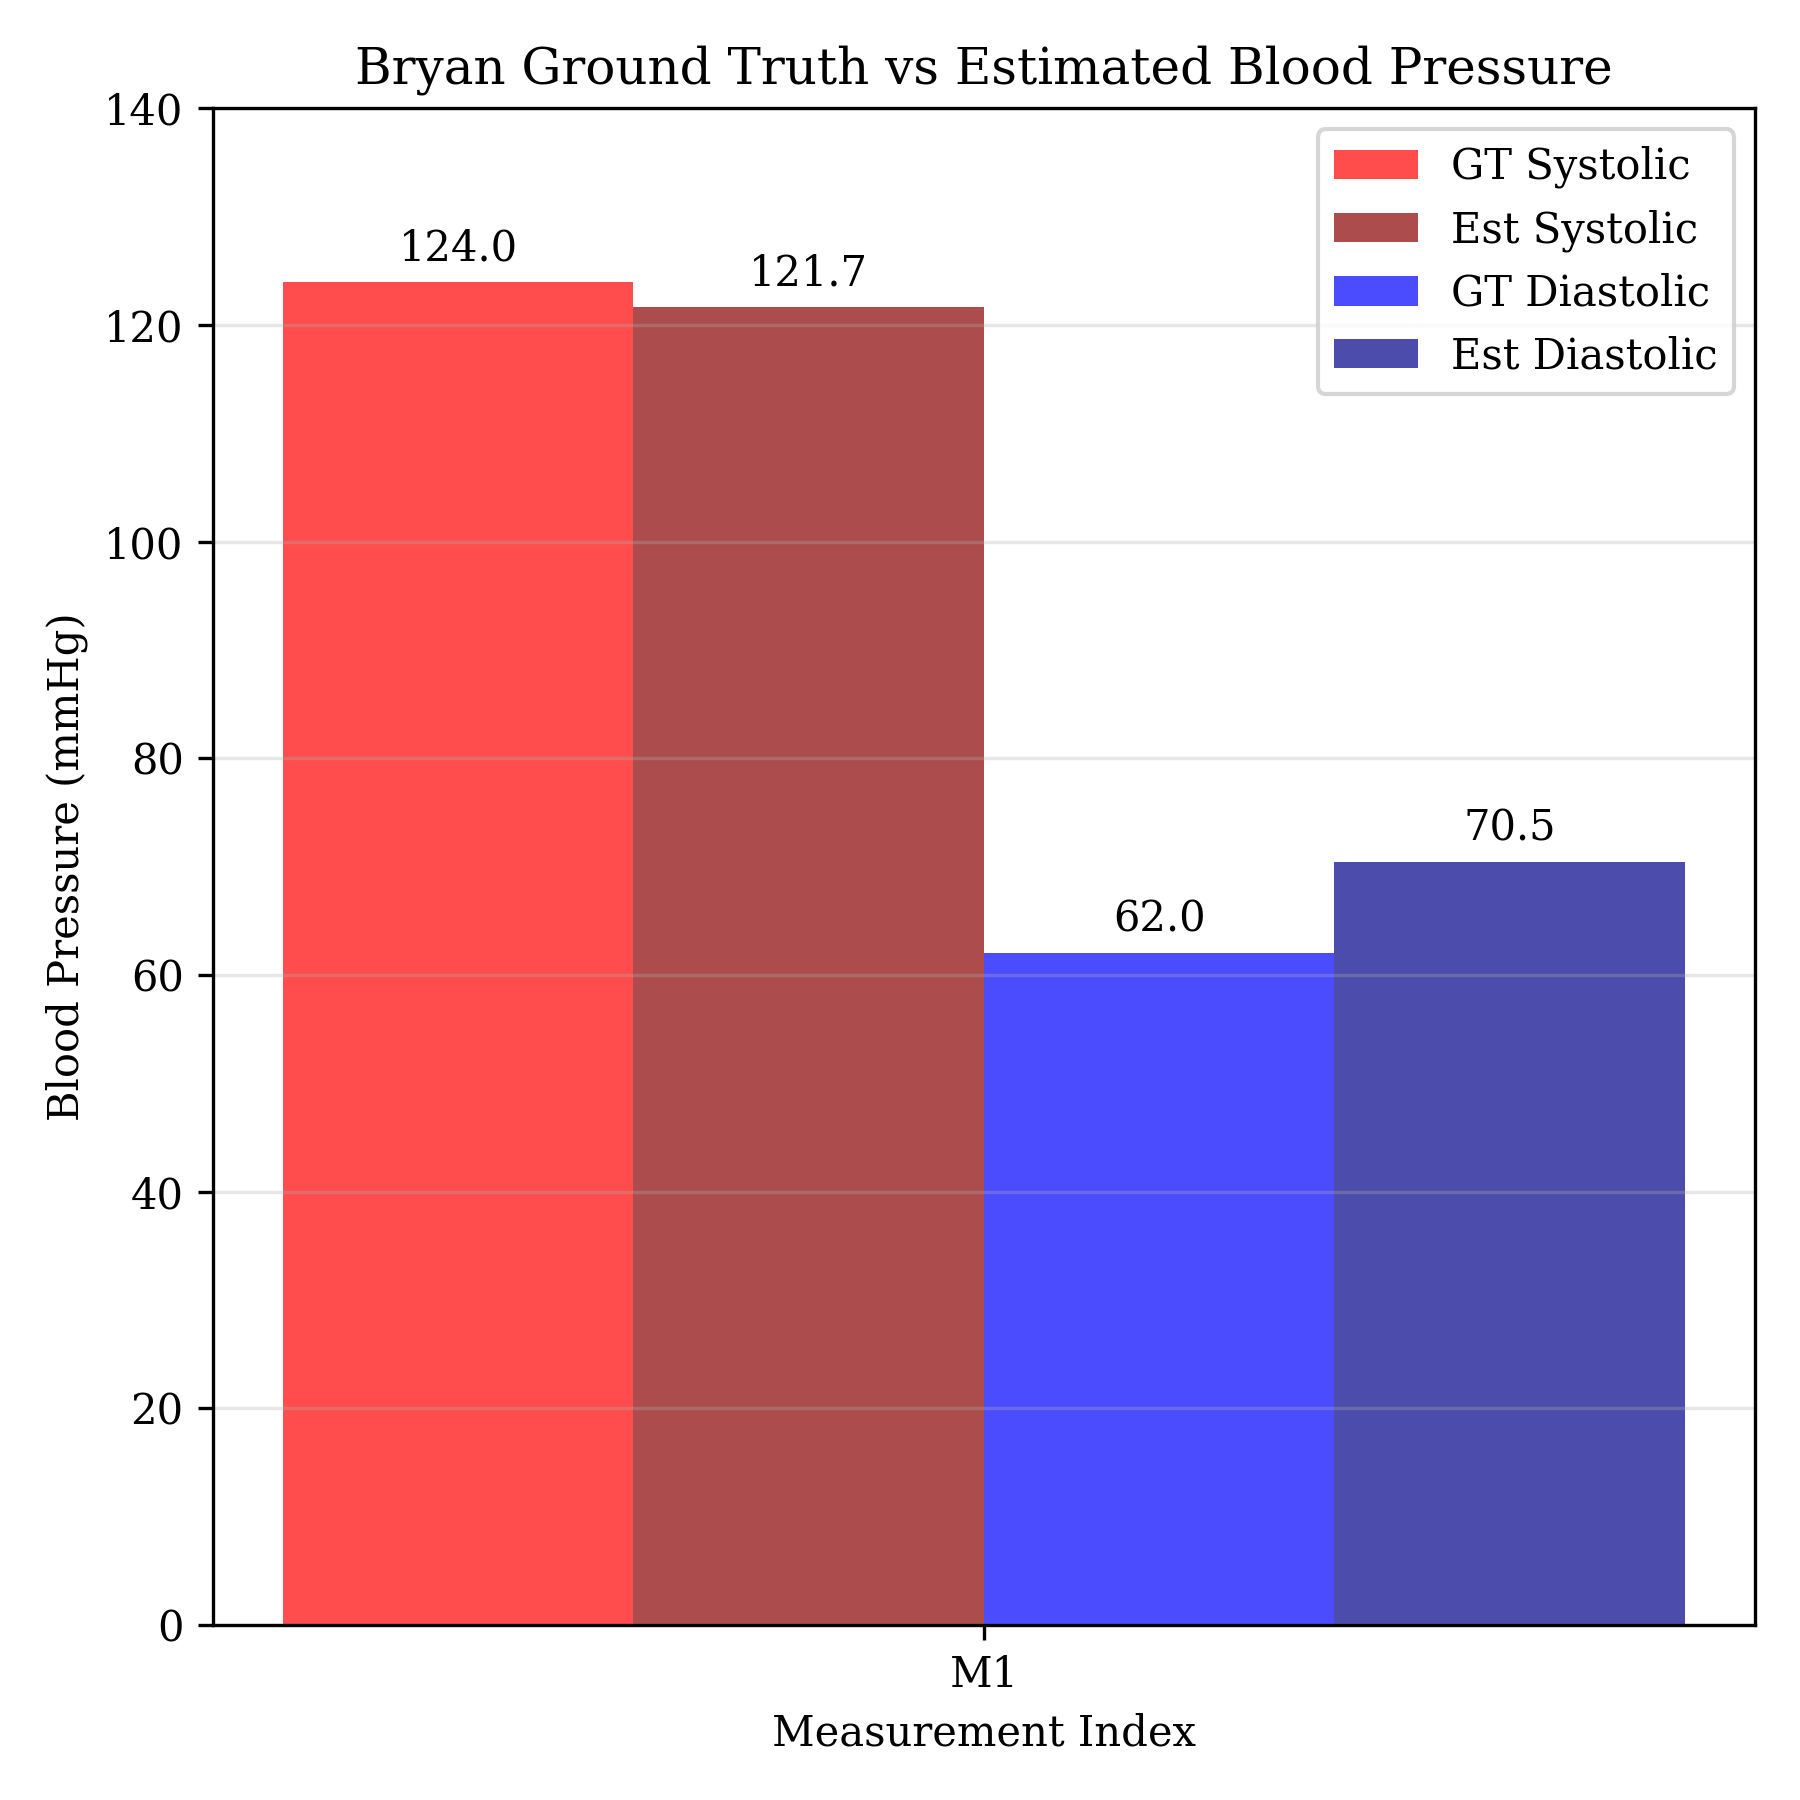 Bryan Ground Truth vs Estimated Blood Pressure
140
120
100
80
60
40
20
0
Blood Pressure (mmHg)
124.0
121.7
62.0
70.5
GT Systolic
Est Systolic
GT Diastolic
Est Diastolic
M1
Measurement Index